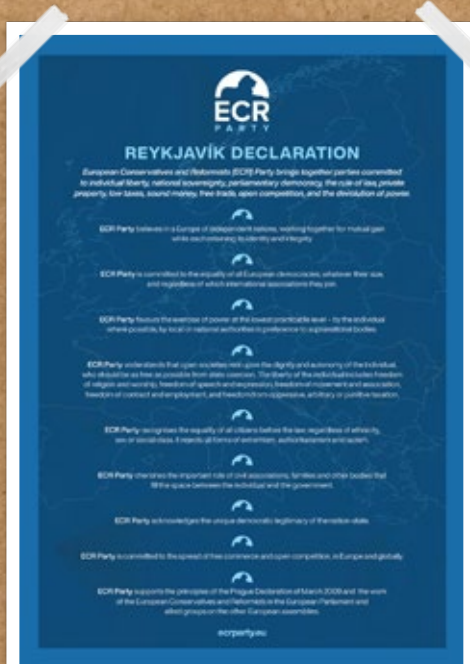 ECR
PARTY
REYKJAVÍK DECLARATION
European Conservatives and Reformists (ECR) Party brings together parties committed
to individual liberty, national sovereignty, parliamentary democracy, the rule of law, private
property, low taxes, sound money, free trade, open competition, and the devolution of power.
ECR Party believes in a Europe of independent nations, working together for mutual gain
while each retaining its identity and integrity.
ECR Party is committed to the equality of all European democracies, whatever their size,
and regardless of which international associations they join.
ECR Party favours the exercise of power at the lowest practicable level – by the individual
where possible, by local or national authorities in preference to supranational bodies.
ECR Party understands that open societies rest upon the dignity and autonomy of the individual,
who should be as free as possible from state coercion. The liberty of the individual includes freedom
of religion and worship, freedom of speech and expression, freedom of movement and association,
freedom of contract and employment, and freedom from oppressive, arbitrary or punitive taxation.
ECR Party recognises the equality of all citizens before the law, regardless of ethnicity,
sex or social class. It rejects all forms of extremism, authoritarianism and racism.
ECR Party cherishes the important role of civil associations, families and other bodies that
fill the space between the individual and the government.
ECR Party acknowledges the unique democratic legitimacy of the nation-state.
ECR Party is committed to the spread of free commerce and open competition, in Europe and globally.
ECR Party supports the principles of the Prague Declaration of March 2009 and the work
of the European Conservatives and Reformists in the European Parliament and
allied groups on the other European assemblies.
ecrparty.eu